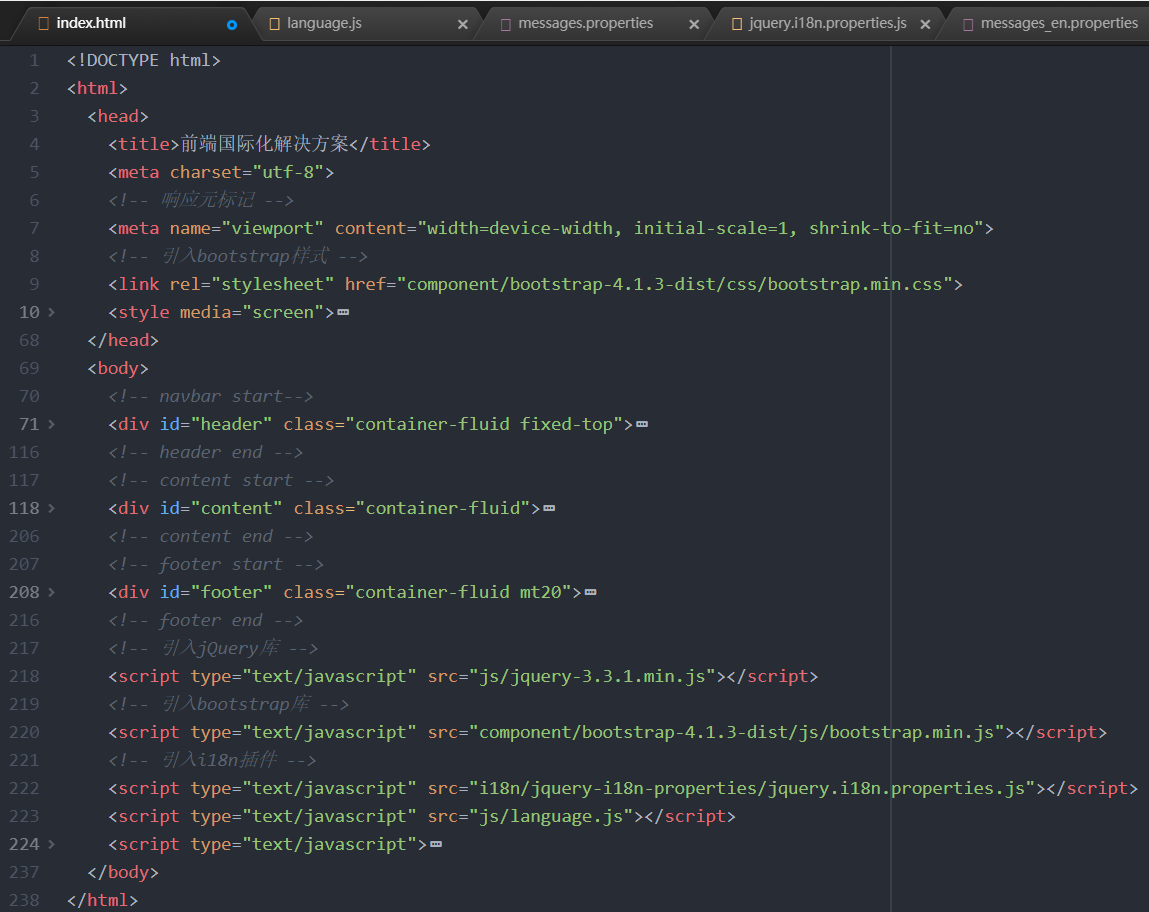 index.html language.js messages.properties jquery.i18n.properties.js messages_en.properties
1 <!DOCTYPE html>
2 <html>
3 <head>
4 <title>前端国际化解决方案</title>
5 <meta charset="utf-8">
6 <!-- 响应元标记 -->
7 <meta name="viewport" content="width=device-width, initial-scale=1, shrink-to-fit=no">
8 <!-- 引入bootstrap样式 -->
9 <link rel="stylesheet" href="component/bootstrap-4.1.3-dist/css/bootstrap.min.css">
10 <style media="screen">
68 </head>
69 <body>
70 <!-- navbar start-->
71 <div id="header" class="container-fluid fixed-top">
116 <!-- header end -->
117 <!-- content start -->
118 <div id="content" class="container-fluid">
206 <!-- content end -->
207 <!-- footer start -->
208 <div id="footer" class="container-fluid mt20">
216 <!-- footer end -->
217 <!-- 引入jQuery库 -->
218 <script type="text/javascript" src="js/jquery-3.3.1.min.js"></script>
219 <!-- 引入bootstrap库 -->
220 <script type="text/javascript" src="component/bootstrap-4.1.3-dist/js/bootstrap.min.js"></script>
221 <!-- 引入i18n插件 -->
222 <script type="text/javascript" src="i18n/jquery-i18n-properties/jquery.i18n.properties.js"></script>
223 <script type="text/javascript" src="js/language.js"></script>
224 <script type="text/javascript">
237 </body>
238 </html>